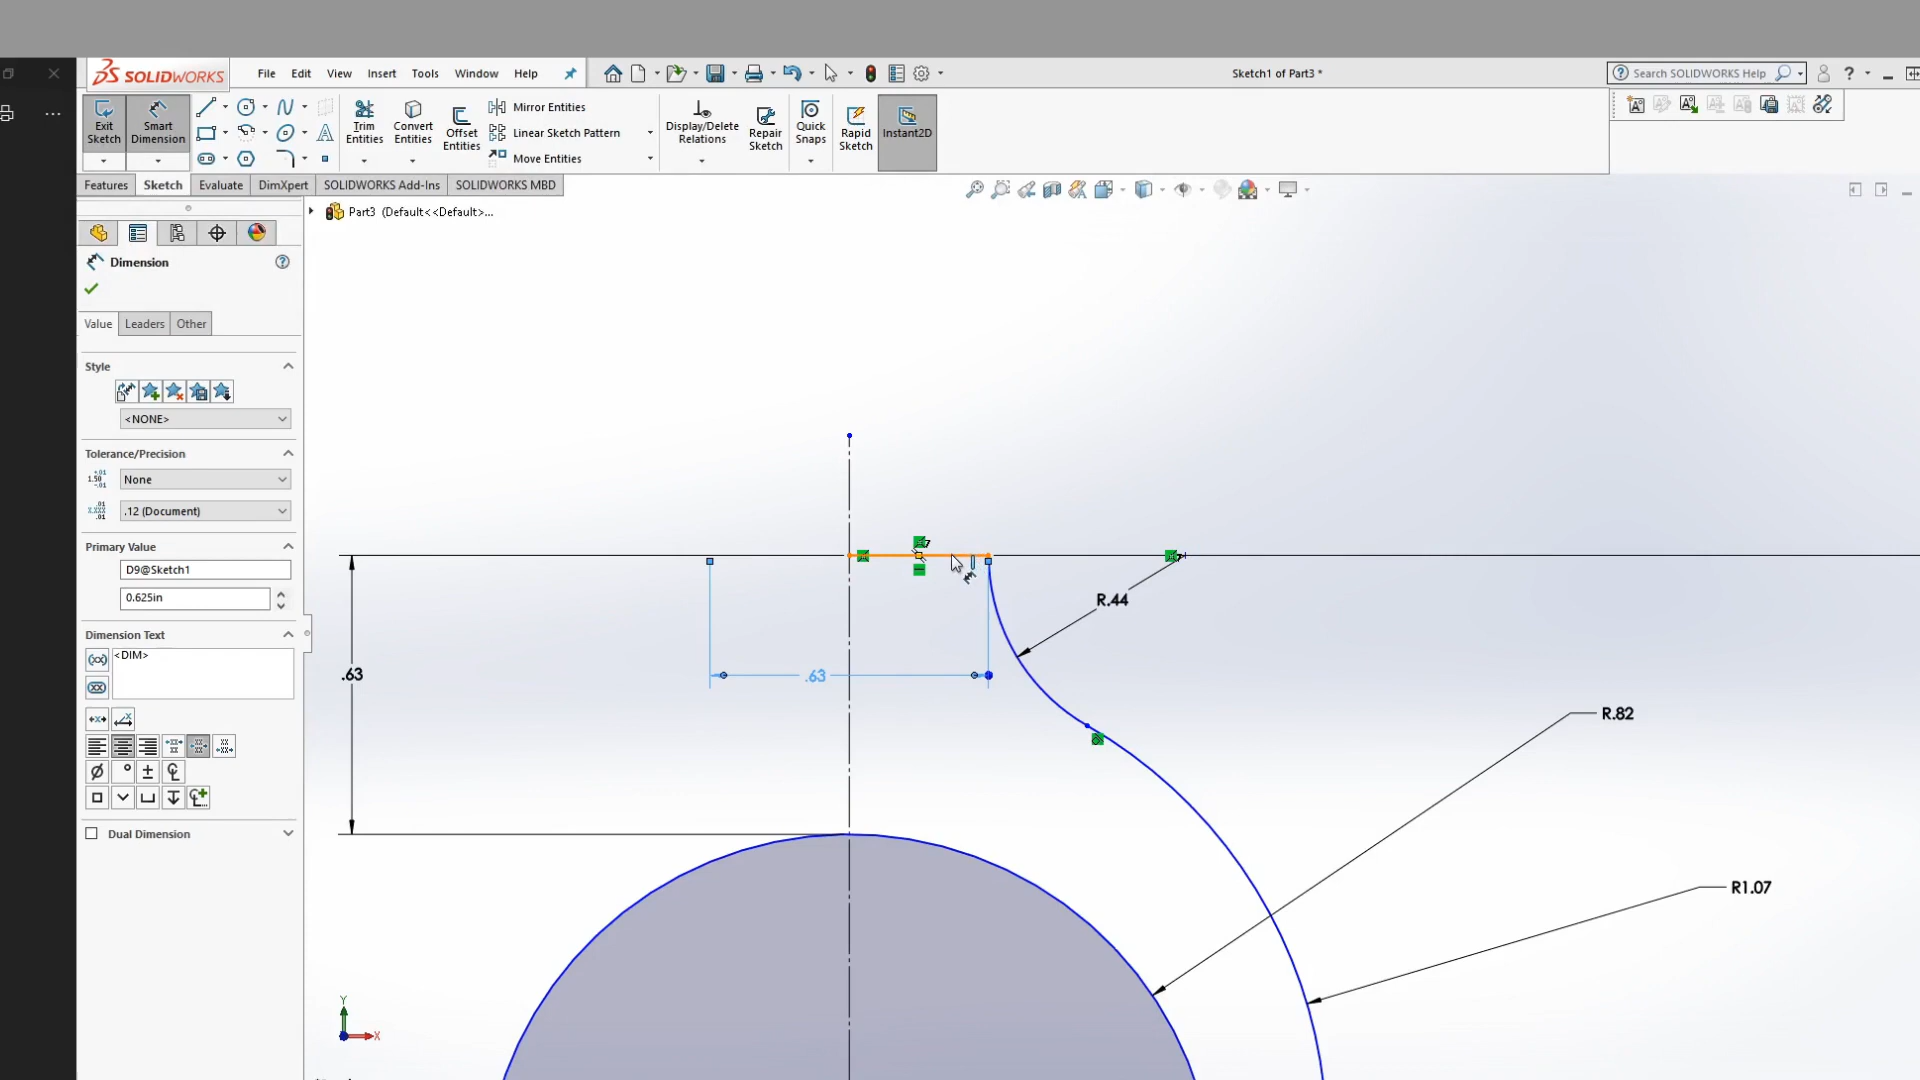 SOLIDWORKS File Edit View Insert Tools Window Help Sketch1 of Part3 * Search SOLIDWORKS Help ?
Exit Sketch
Smart Dimension
Trim Entities
Convert Entities
Offset Entities
Mirror Entities
Linear Sketch Pattern
Move Entities
Display/Delete Relations
Repair Sketch
Quick Snaps
Rapid Sketch
Instant2D
Features Sketch Evaluate DimXpert SOLIDWORKS Add-Ins SOLIDWORKS MBD
Part3 (Default<<Default>...
Dimension ?
Value Leaders Other
Style
<NONE>
Tolerance/Precision
None
.12 (Document)
Primary Value
D9@Sketch1
0.625in
Dimension Text
<DIM>
Dual Dimension
R.44
.63
.63
R.82
R1.07
Y
X